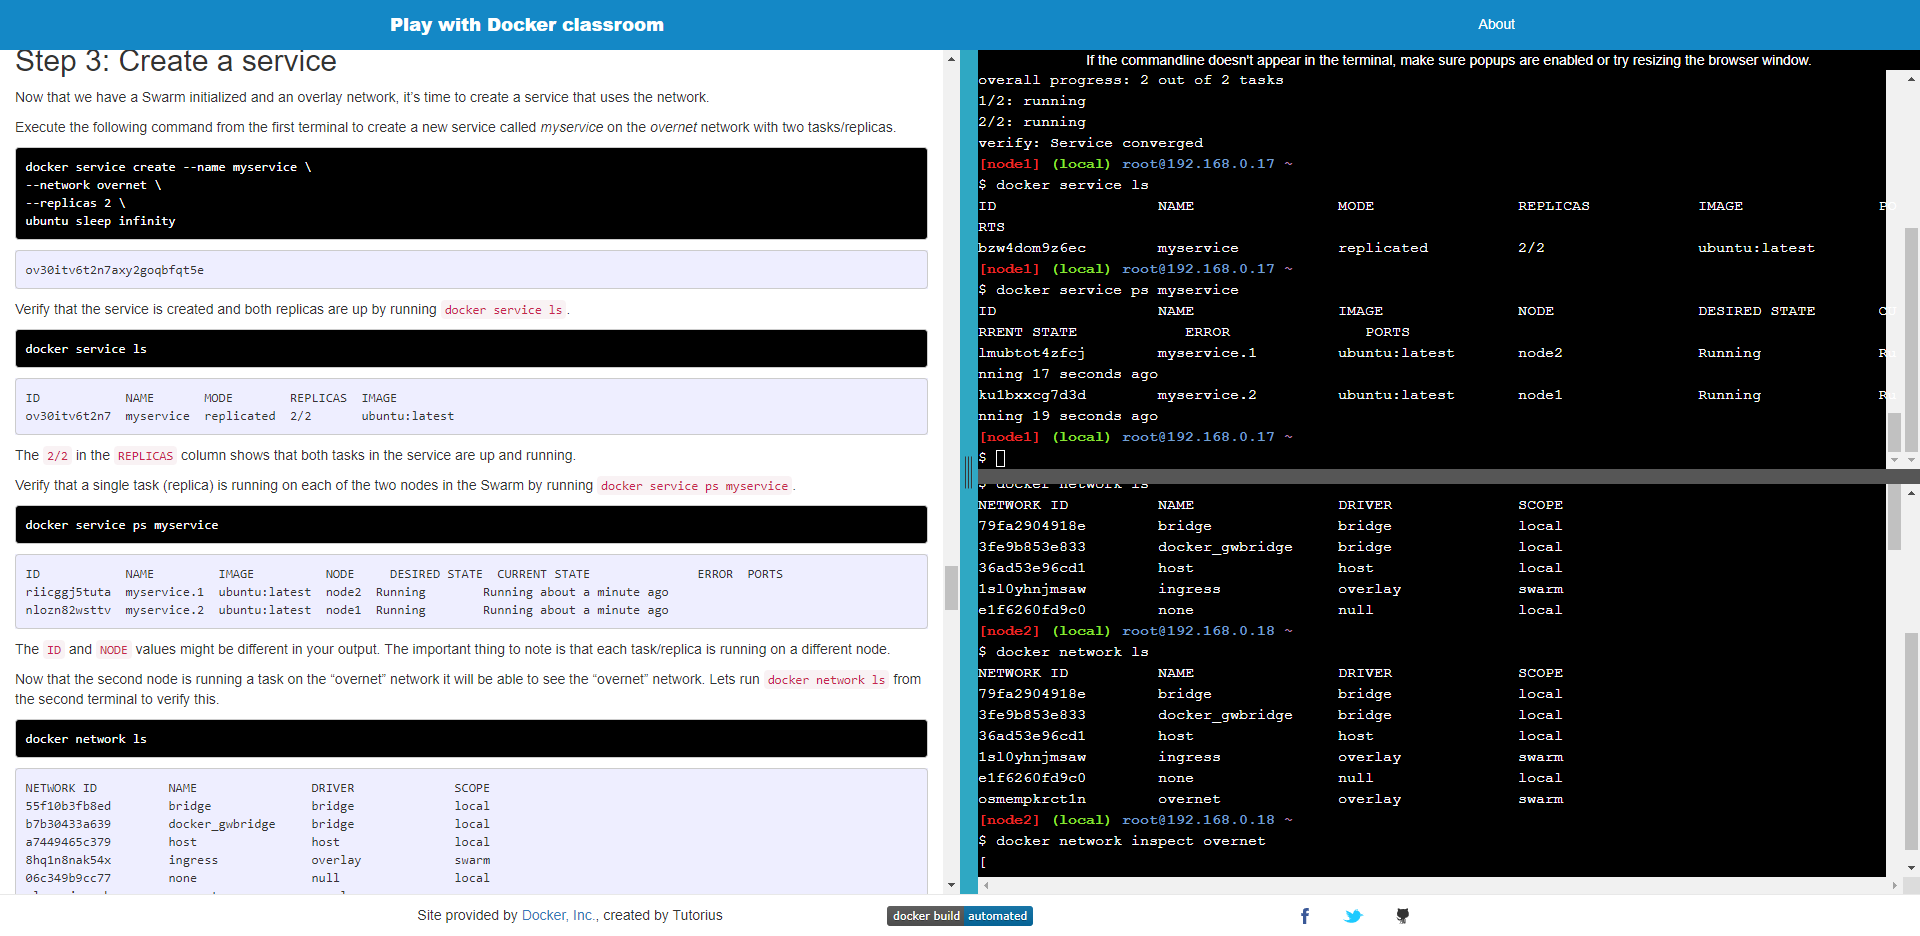 Play with Docker classroom
About
Step 3: Create a service
Now that we have a Swarm initialized and an overlay network, it's time to create a service that uses the network.
Execute the following command from the first terminal to create a new service called myservice on the overnet network with two tasks/replicas.
docker service create --name myservice \
--network overnet \
--replicas 2 \
ubuntu sleep infinity
ov30itv6t2n7axy2goqbfqt5e
Verify that the service is created and both replicas are up by running docker service ls.
docker service ls
ID NAME MODE REPLICAS IMAGE
ov30itv6t2n7 myservice replicated 2/2 ubuntu:latest
The 2/2 in the REPLICAS column shows that both tasks in the service are up and running.
Verify that a single task (replica) is running on each of the two nodes in the Swarm by running docker service ps myservice.
docker service ps myservice
ID NAME IMAGE NODE DESIRED STATE CURRENT STATE ERROR PORTS
riicggj5tuta myservice.1 ubuntu:latest node2 Running Running about a minute ago
nlozn82wsttv myservice.2 ubuntu:latest node1 Running Running about a minute ago
The ID and NODE values might be different in your output. The important thing to note is that each task/replica is running on a different node.
Now that the second node is running a task on the “overnet” network it will be able to see the “overnet” network. Lets run docker network ls from
the second terminal to verify this.
docker network ls
NETWORK ID NAME DRIVER SCOPE
55f10b3fb8ed bridge bridge local
b7b30433a639 docker_gwbridge bridge local
a7449465c379 host host local
8hq1n8nak54x ingress overlay swarm
06c349b9cc77 none null local
If the commandline doesn't appear in the terminal, make sure popups are enabled or try resizing the browser window.
overall progress: 2 out of 2 tasks
1/2: running
2/2: running
verify: Service converged
[node1] (local) root@192.168.0.17 ~
$ docker service ls
ID NAME MODE REPLICAS IMAGE PO
RTS
bzw4dom9z6ec myservice replicated 2/2 ubuntu:latest
[node1] (local) root@192.168.0.17 ~
$ docker service ps myservice
ID NAME IMAGE NODE DESIRED STATE CU
RRENT STATE ERROR PORTS
lmubtot4zfcj myservice.1 ubuntu:latest node2 Running Ru
nning 17 seconds ago
ku1bxxcg7d3d myservice.2 ubuntu:latest node1 Running Ru
nning 19 seconds ago
[node1] (local) root@192.168.0.17 ~
$
$ docker network ls
NETWORK ID NAME DRIVER SCOPE
79fa2904918e bridge bridge local
3fe9b853e833 docker_gwbridge bridge local
36ad53e96cd1 host host local
1sl0yhnjmsaw ingress overlay swarm
e1f6260fd9c0 none null local
[node2] (local) root@192.168.0.18 ~
$ docker network ls
NETWORK ID NAME DRIVER SCOPE
79fa2904918e bridge bridge local
3fe9b853e833 docker_gwbridge bridge local
36ad53e96cd1 host host local
1sl0yhnjmsaw ingress overlay swarm
e1f6260fd9c0 none null local
osmempkrct1n overnet overlay swarm
[node2] (local) root@192.168.0.18 ~
$ docker network inspect overnet
[
Site provided by Docker, Inc., created by Tutorius
docker build automated